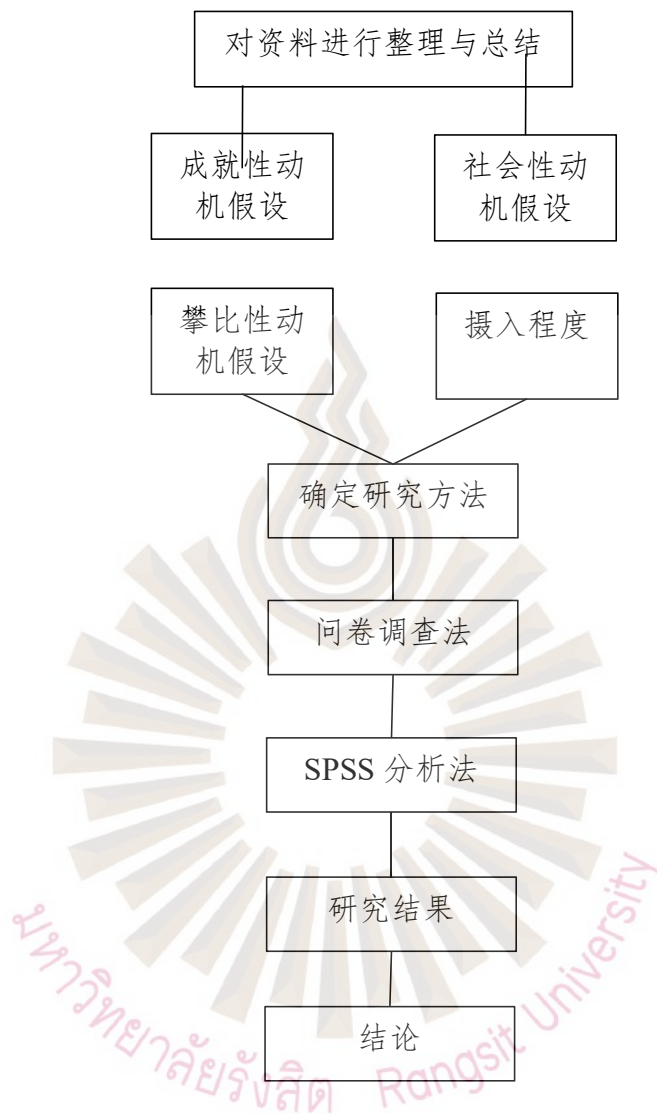 对资料进行整理与总结
成就性动
机假设
社会性动
机假设
攀比性动
机假设
摄入程度
确定研究方法
问卷调查法
SPSS 分析法
研究结果
结论
มหาวิทยาลัยรังสิต Rangsit University